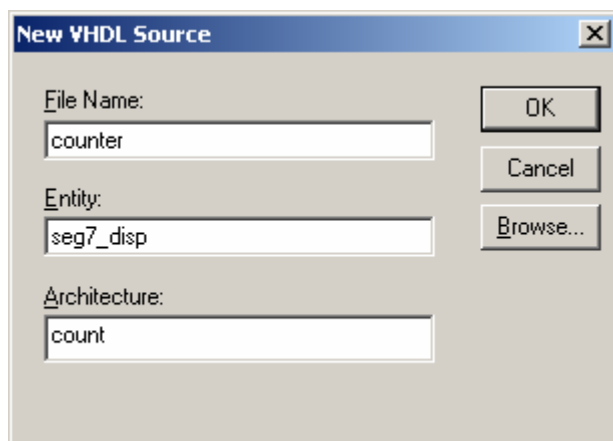 New VHDL Source
File Name:
OK
counter
Cancel
Entity:
Browse...
seg7_disp
Architecture:
count